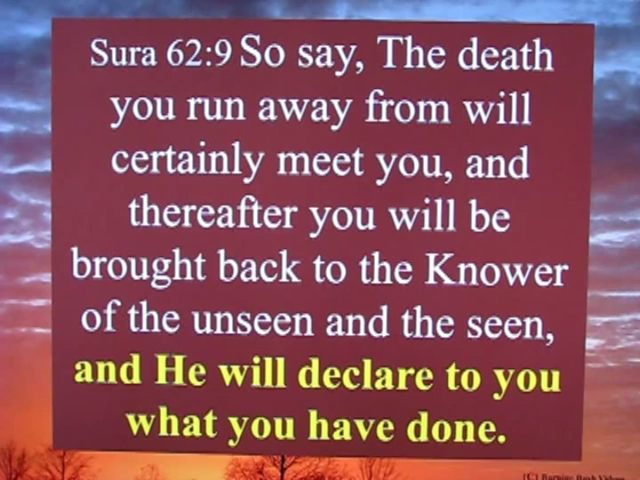 Sura 62:9 So say, The death
you run away from will
certainly meet you, and
thereafter you will be
brought back to the Knower
of the unseen and the seen,
and He will declare to you
what you have done.
(C)